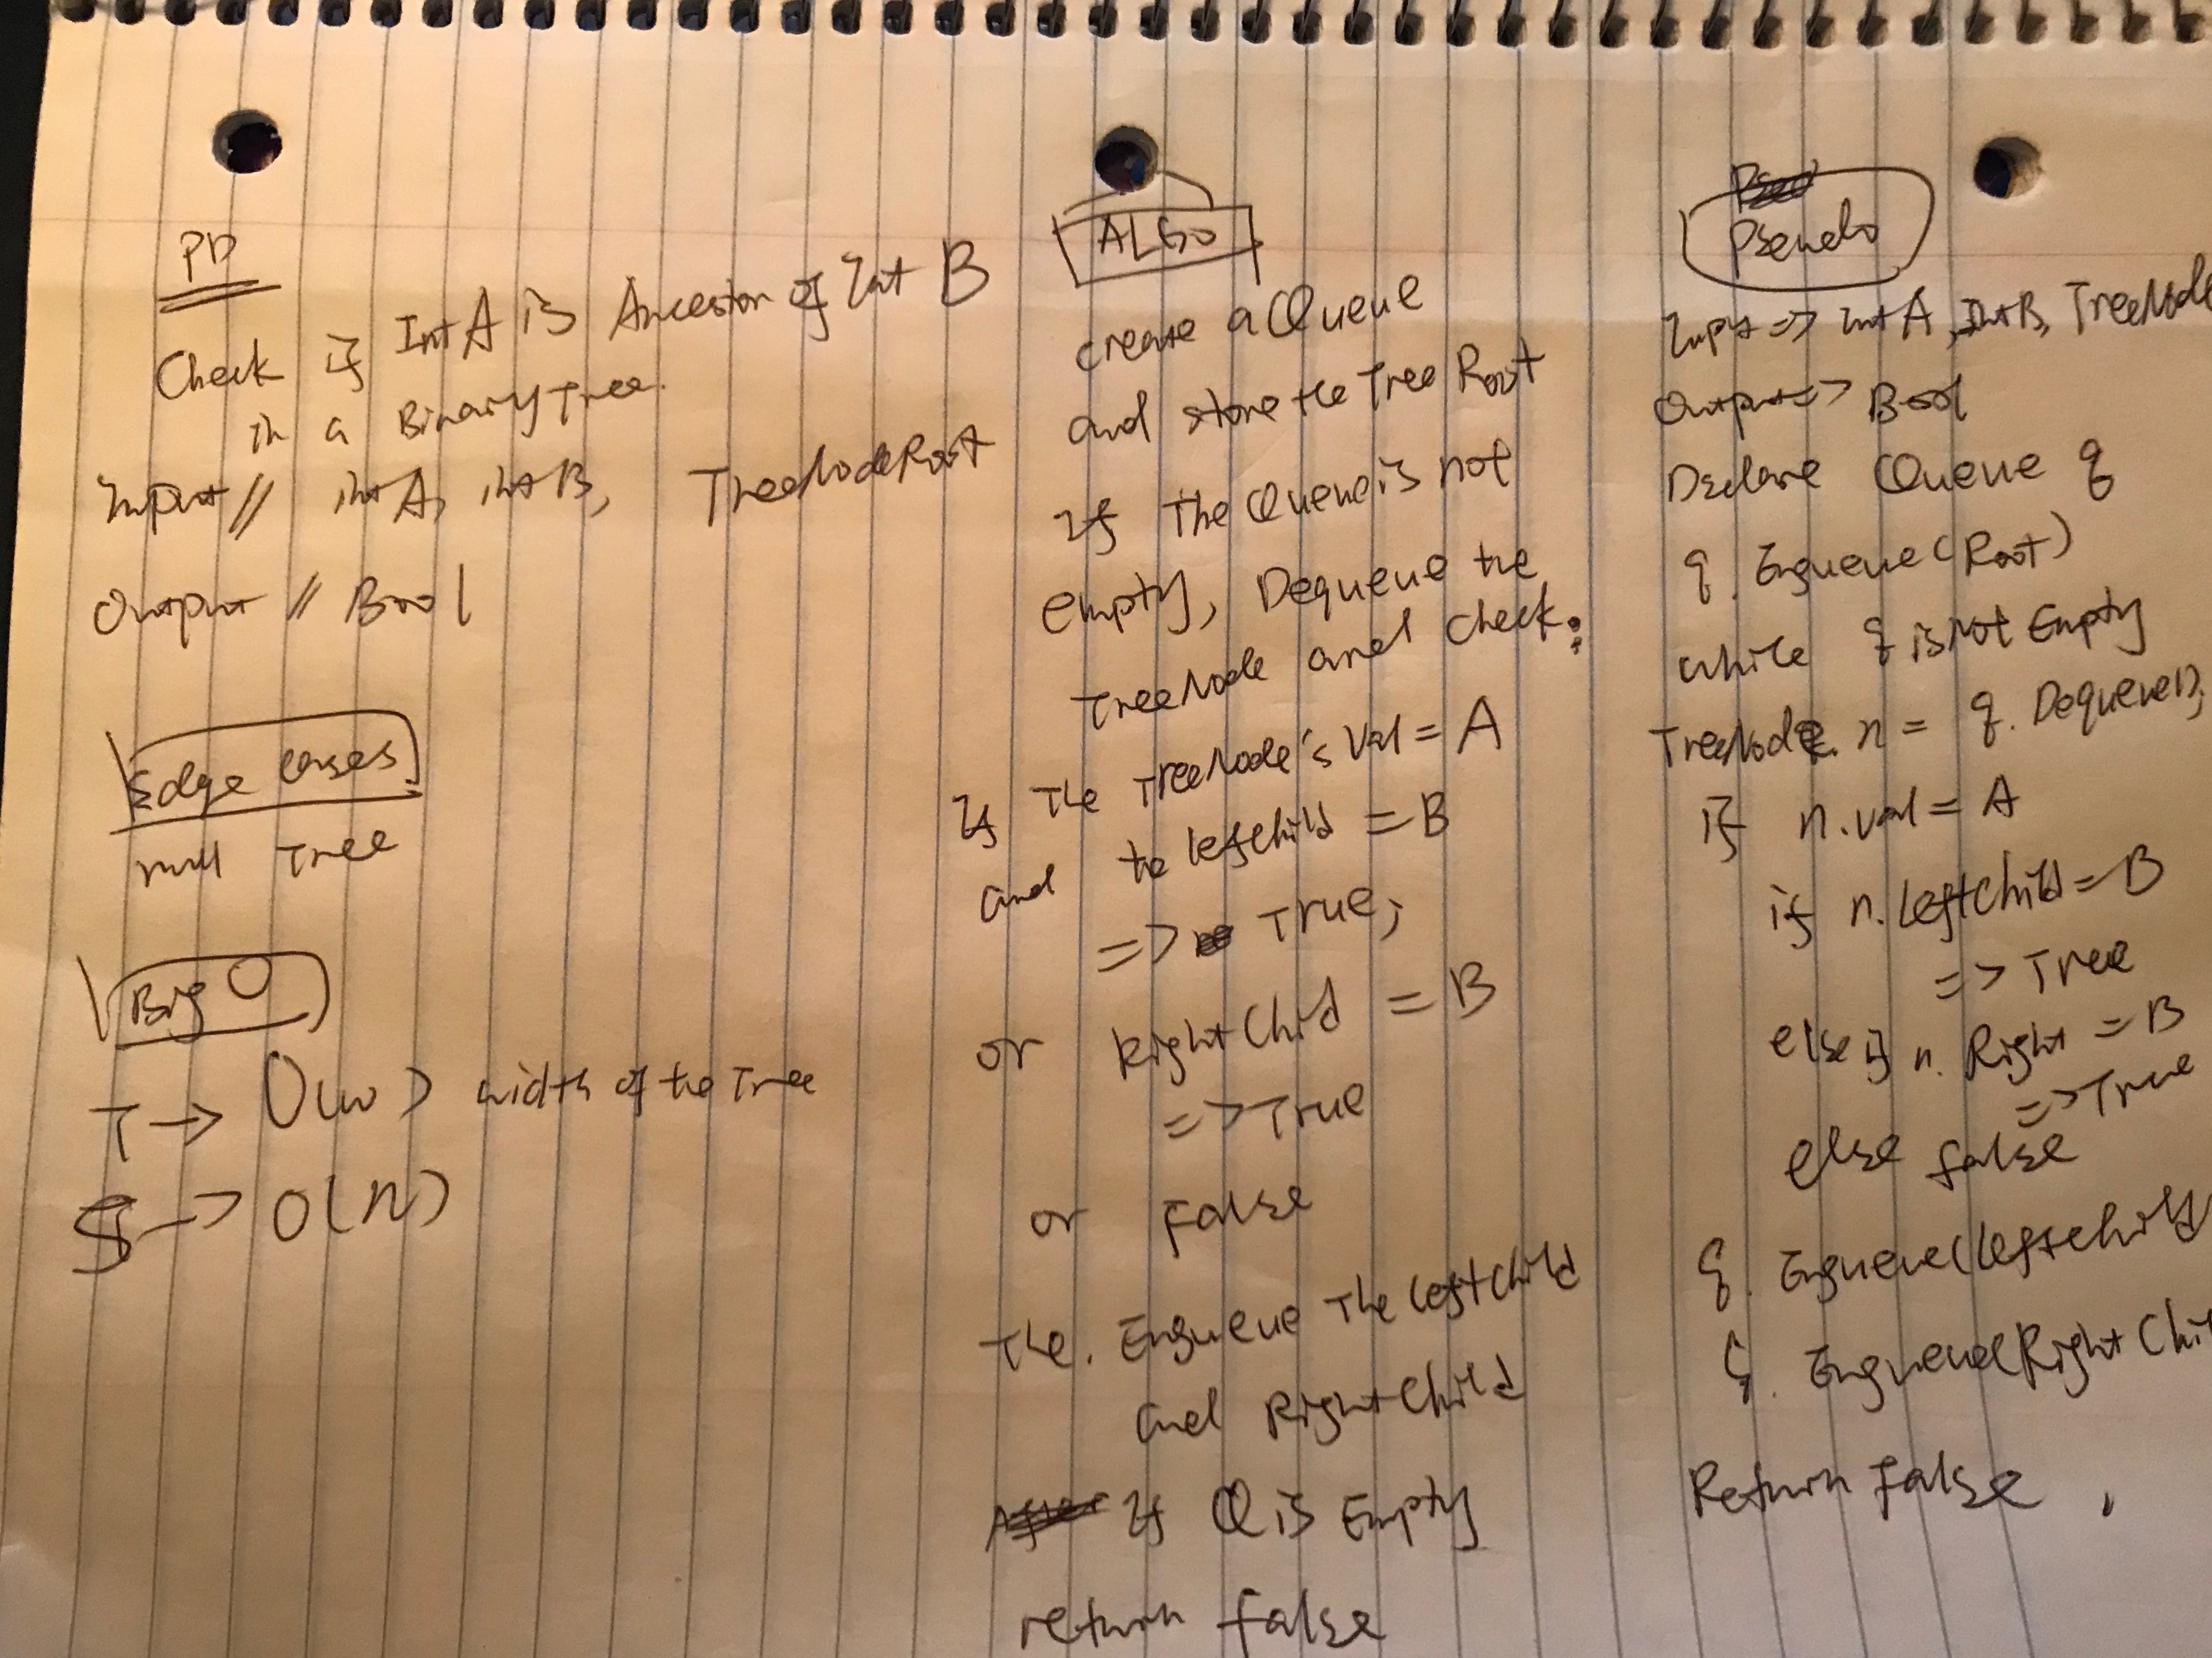 PD
Check if Int A is Ancestor of Int B
in a Binary Tree.
Input // int A, int B, TreeNode Root
Output // Bool
Edge cases
null Tree
Big O
T -> O(w) width of the Tree
S -> O(n)
ALGO
create a Queue
and store the Tree Root
If The Queue is not
empty, Dequeue the
TreeNode and check:
If The TreeNode's Val = A
and the leftchild = B
=> True;
or RightChild = B
=> True
or False
The. Enqueue The leftchild
and RightChild
If Q is Empty
return false
Pseudo
Input => int A, Int B, TreeNode
Output => Bool
Declare Queue q
q. Enqueue(Root)
while q is Not Empty
TreeNode n = q. Dequeue();
if n.val = A
if n.leftchild = B
=> Tree
else if n. Right = B
=> True
else false
q. Enqueue(leftchild
q. Enqueue(Right Chil
Return False.